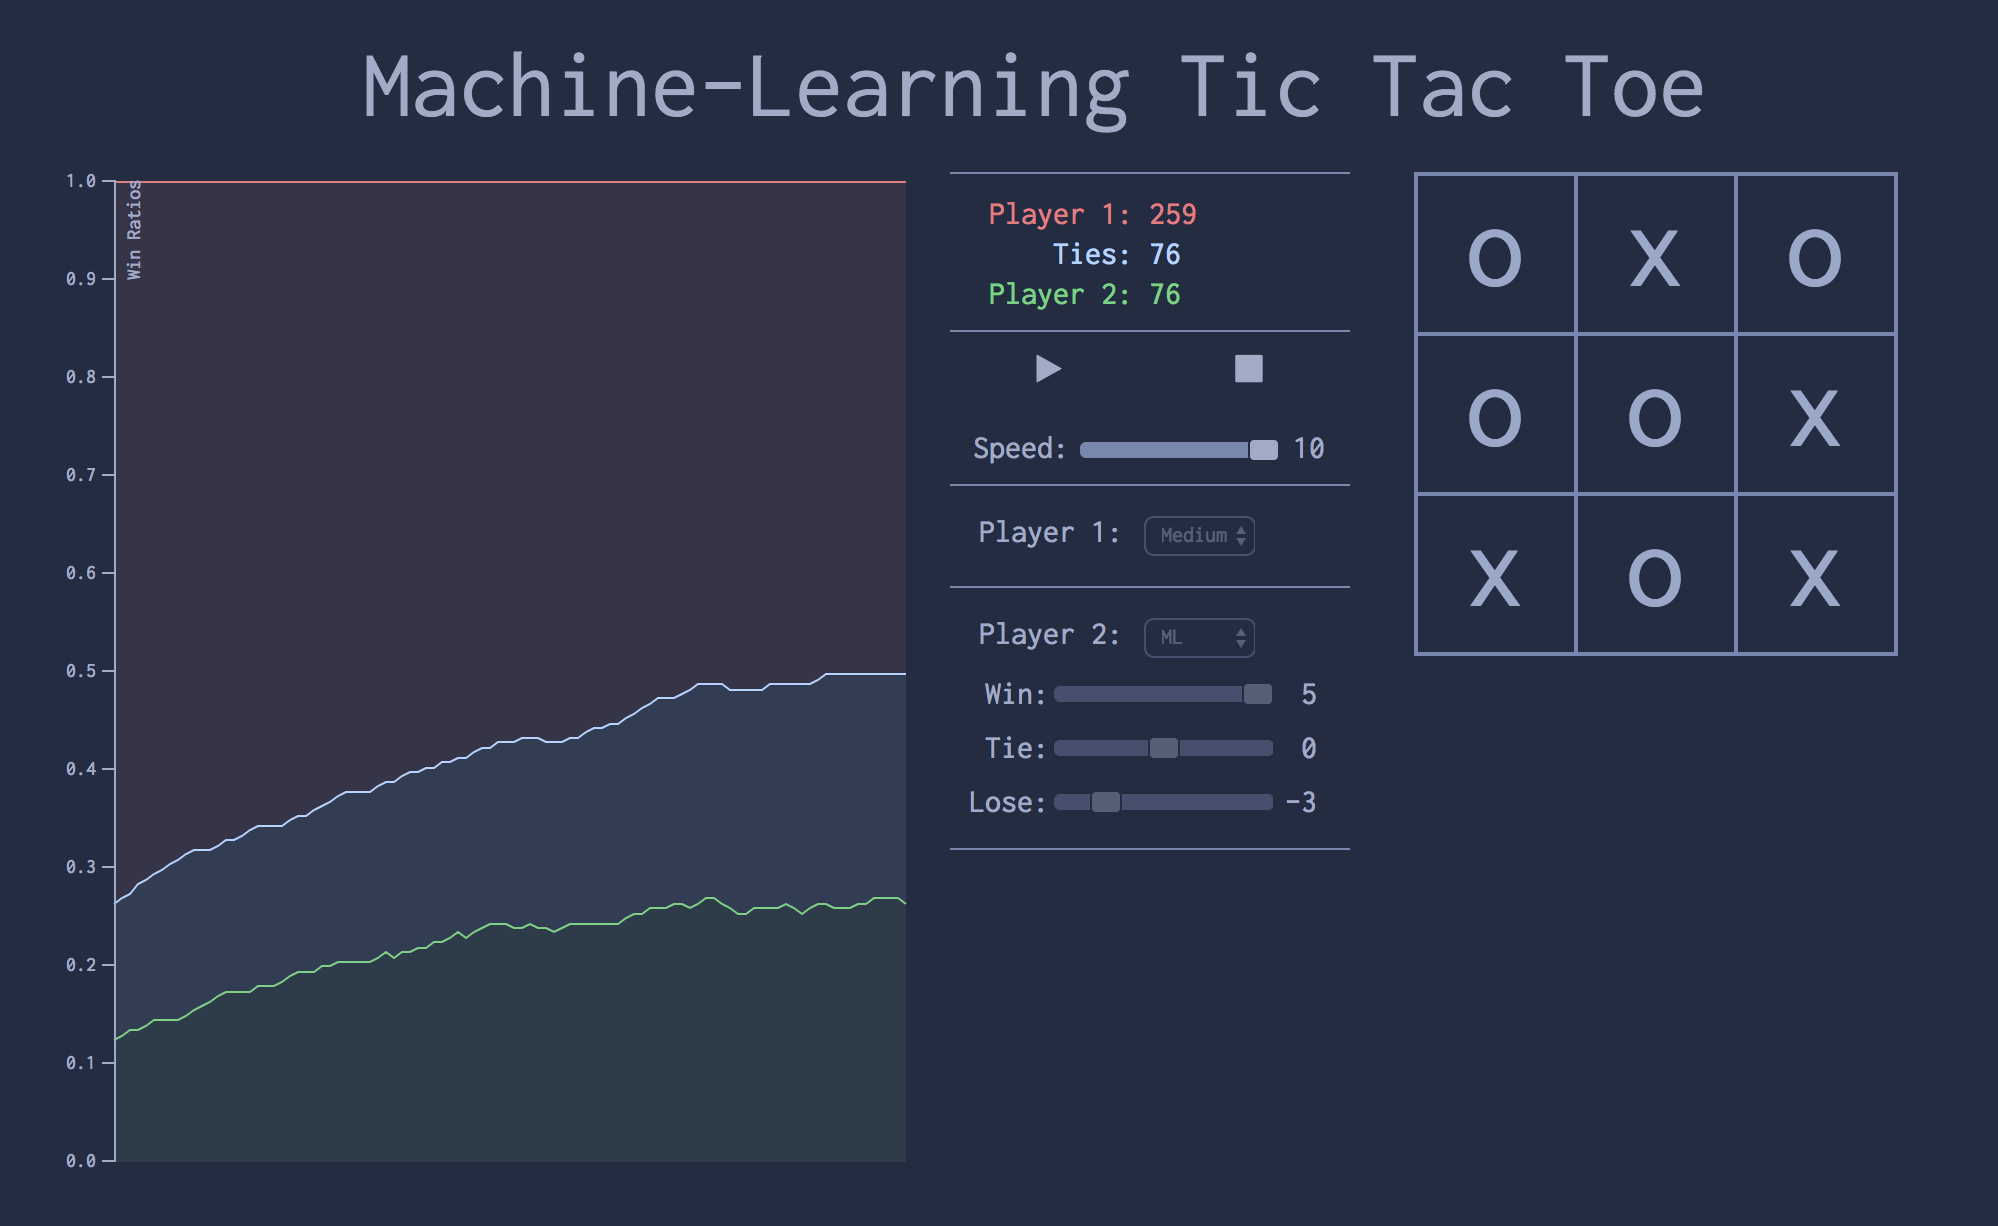 Machine-Learning Tic Tac Toe
Win Ratios
1.0
0.9
0.8
0.7
0.6
0.5
0.4
0.3
0.2
0.1
0.0
Player 1: 259
Ties: 76
Player 2: 76
Speed: 10
Player 1: Medium
Player 2: ML
Win: 5
Tie: 0
Lose: -3
O X O
O O X
X O X